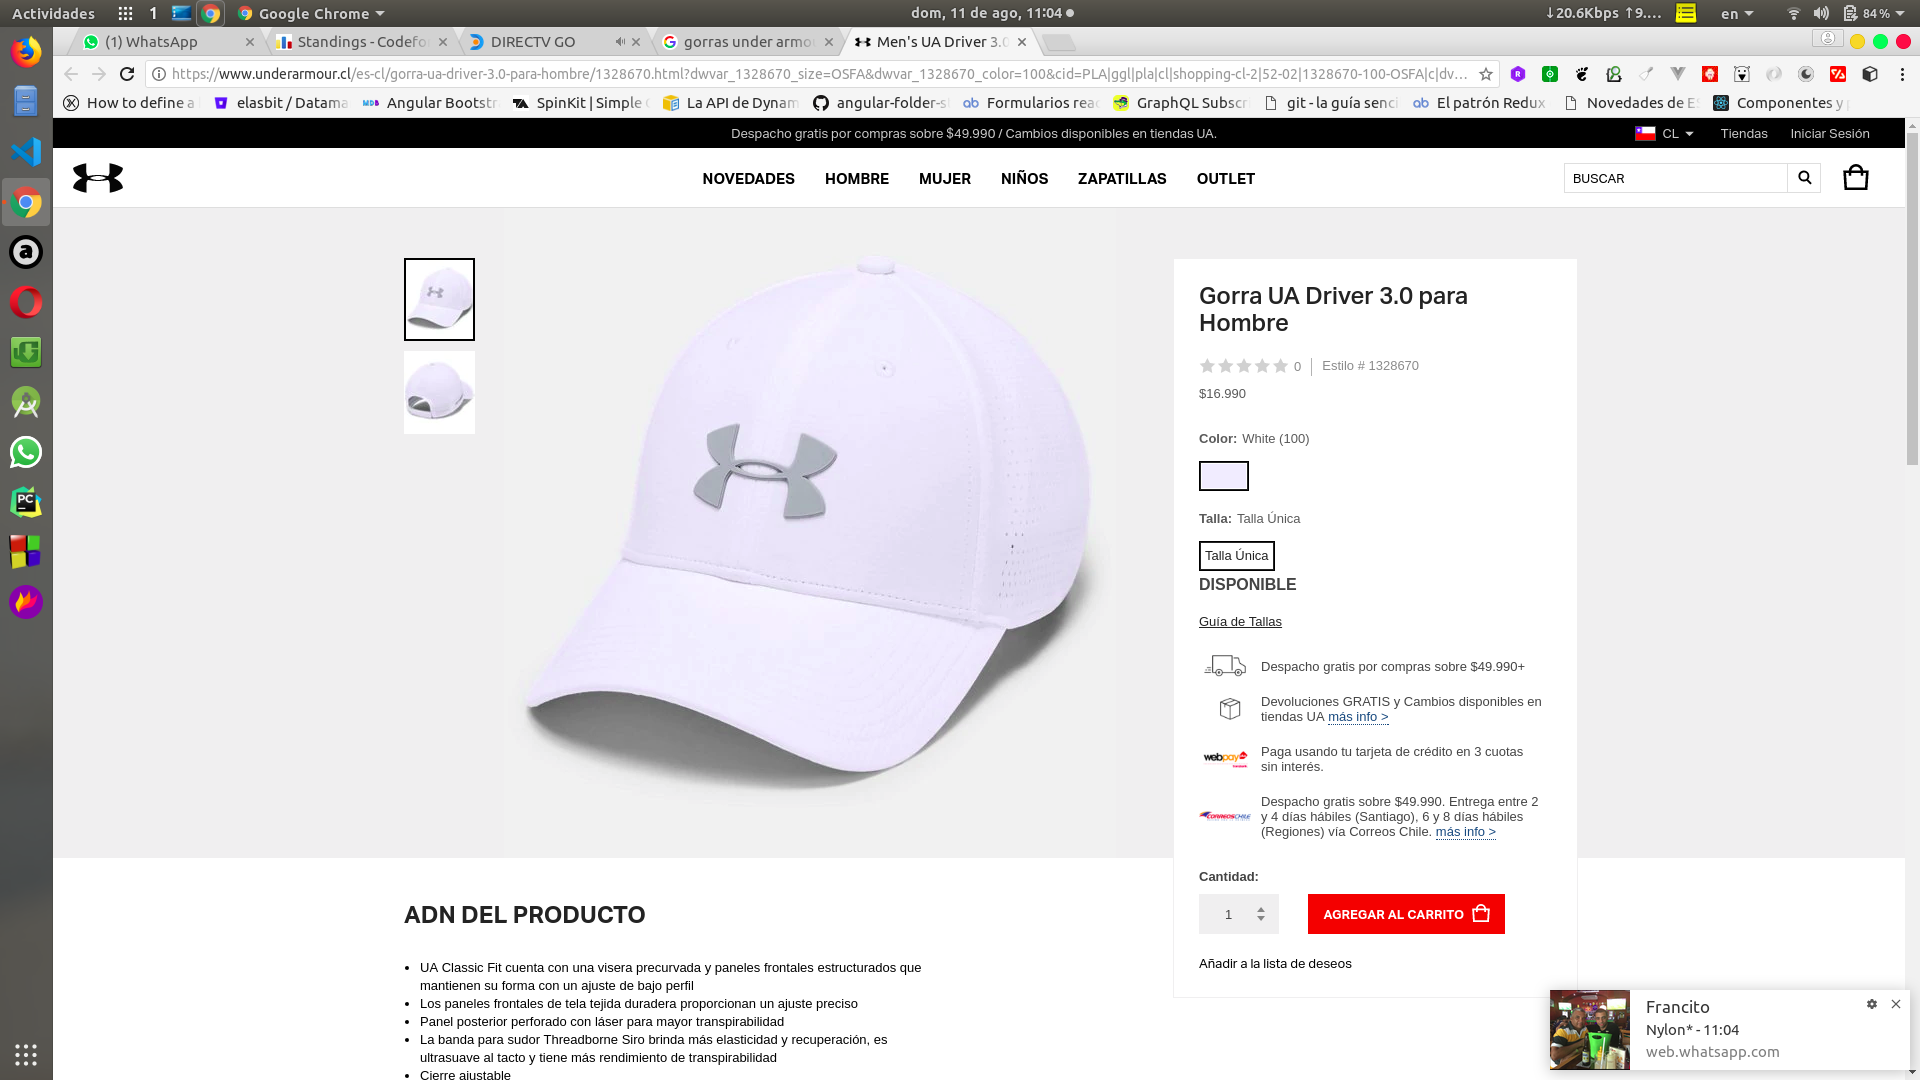 Actividades
1
Google Chrome
dom, 11 de ago, 11:04
↓20.6Kbps ↑9....
en
84 %
(1) WhatsApp
Standings - Codefor
DIRECTV GO
gorras under armou
Men's UA Driver 3.0
https://www.underarmour.cl/es-cl/gorra-ua-driver-3.0-para-hombre/1328670.html?dwvar_1328670_size=OSFA&dwvar_1328670_color=100&cid=PLA|ggl|pla|cl|shopping-cl-2|52-02|1328670-100-OSFA|c|dv...
How to define a
elasbit / Datama
Angular Bootstr
SpinKit | Simple
La API de Dynam
angular-folder-s
Formularios reac
GraphQL Subscri
git - la guía senci
El patrón Redux
Novedades de ES
Componentes y p
Despacho gratis por compras sobre $49.990 / Cambios disponibles en tiendas UA.
CL
Tiendas
Iniciar Sesión
NOVEDADES
HOMBRE
MUJER
NIÑOS
ZAPATILLAS
OUTLET
BUSCAR
Gorra UA Driver 3.0 para
Hombre
0
Estilo # 1328670
$16.990
Color: White (100)
Talla: Talla Única
Talla Única
DISPONIBLE
Guía de Tallas
Despacho gratis por compras sobre $49.990+
Devoluciones GRATIS y Cambios disponibles en
tiendas UA más info >
webpay
Paga usando tu tarjeta de crédito en 3 cuotas
sin interés.
CORREOSCHILE
Despacho gratis sobre $49.990. Entrega entre 2
y 4 días hábiles (Santiago), 6 y 8 días hábiles
(Regiones) vía Correos Chile. más info >
Cantidad:
1
AGREGAR AL CARRITO
Añadir a la lista de deseos
ADN DEL PRODUCTO
• UA Classic Fit cuenta con una visera precurvada y paneles frontales estructurados que
mantienen su forma con un ajuste de bajo perfil
• Los paneles frontales de tela tejida duradera proporcionan un ajuste preciso
• Panel posterior perforado con láser para mayor transpirabilidad
• La banda para sudor Threadborne Siro brinda más elasticidad y recuperación, es
ultrasuave al tacto y tiene más rendimiento de transpirabilidad
• Cierre ajustable
Francito
Nylon* - 11:04
web.whatsapp.com